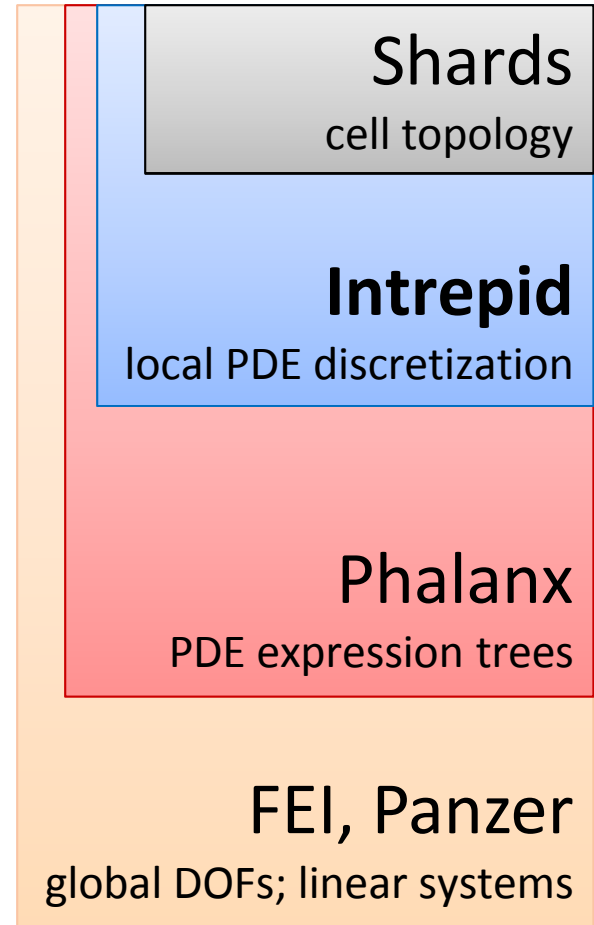 Shards
cell topology
Intrepid
local PDE discretization
Phalanx
PDE expression trees
FEI, Panzer
global DOFs; linear systems